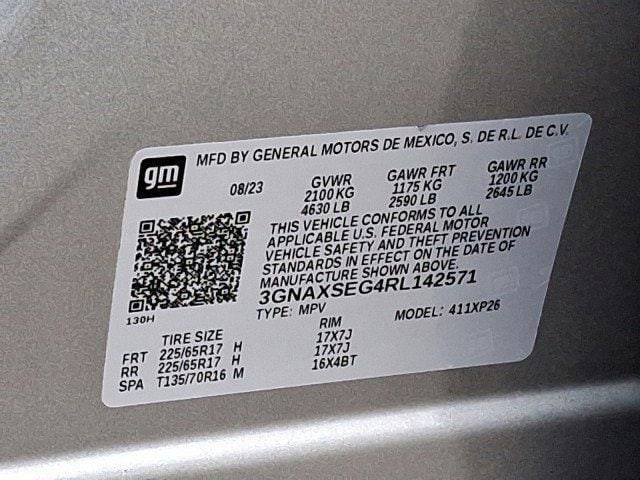 gm
MFD BY GENERAL MOTORS DE MEXICO, S. DE R.L. DE C.V.
08/23 GVWR GAWR FRT GAWR RR
2100 KG 1175 KG 1200 KG
4630 LB 2590 LB 2645 LB
THIS VEHICLE CONFORMS TO ALL
APPLICABLE U.S. FEDERAL MOTOR
VEHICLE SAFETY AND THEFT PREVENTION
STANDARDS IN EFFECT ON THE DATE OF
MANUFACTURE SHOWN ABOVE.
3GNAXSEG4RL142571
130H
TYPE: MPV MODEL: 411XP26
TIRE SIZE RIM
FRT 225/65R17 H 17X7J
RR 225/65R17 H 17X7J
SPA T135/70R16 M 16X4BT